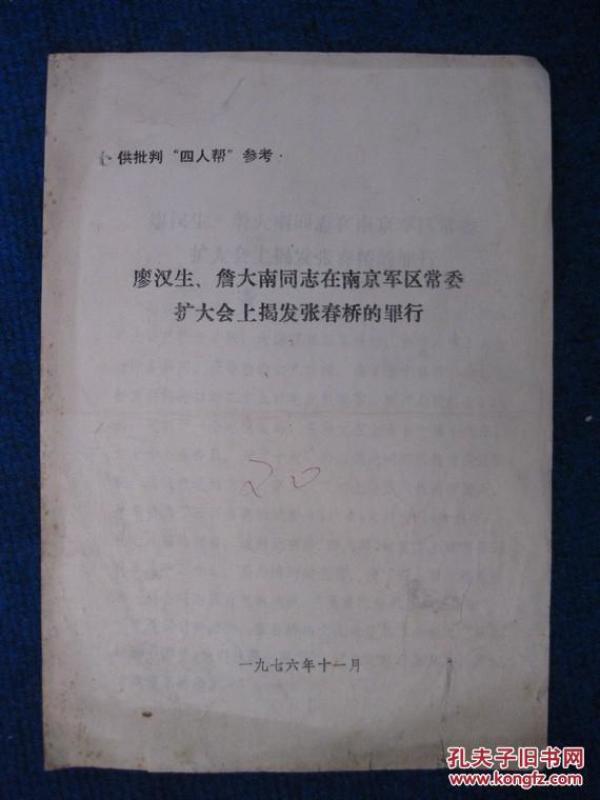 供批判“四人帮”参考
廖汉生、詹大南同志在南京军区常委
扩大会上揭发张春桥的罪行
20
一九七六年十一月
孔夫子旧书网
www.kongfz.com